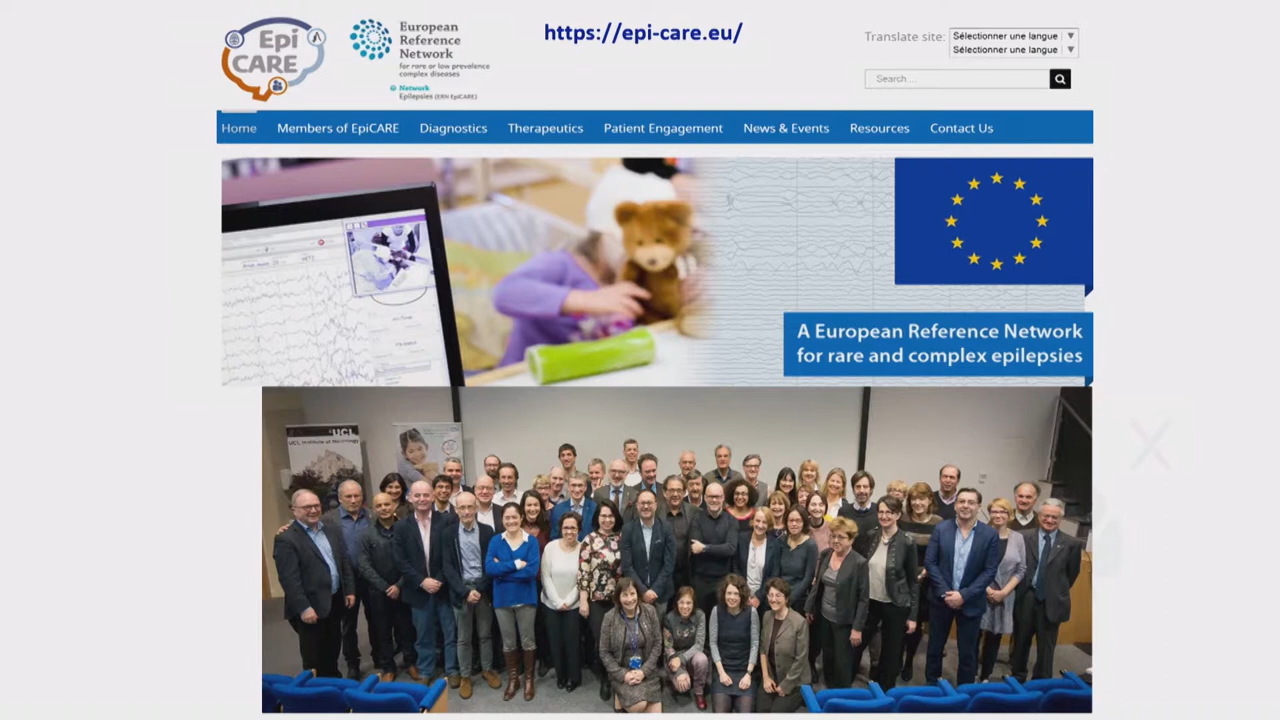 Epi
CARE
European
Reference
Network
for rare or low prevalence
complex diseases
Network
Epilepsies (ERN EpiCARE)
https://epi-care.eu/
Translate site:
Sélectionner une langue
Sélectionner une langue
Search....
Home Members of EpiCARE Diagnostics Therapeutics Patient Engagement News & Events Resources Contact Us
A European Reference Network
for rare and complex epilepsies
UCL
UCL Institute of Neurology